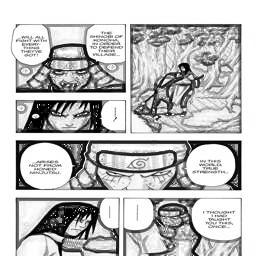 THE
SHINOBI OF
KONOHA,
IN ORDER
TO DEFEND
THEIR
VILLAGE...
...WILL ALL
FIGHT WITH
EVERY-
THING
THEY'VE
GOT!
IN THIS
WORLD, TRUE
STRENGTH...
...ARISES
NOT FROM
HONED
NINJUTSU.
I THOUGHT
I HAD
TAUGHT YOU
THIS,
ONCE...